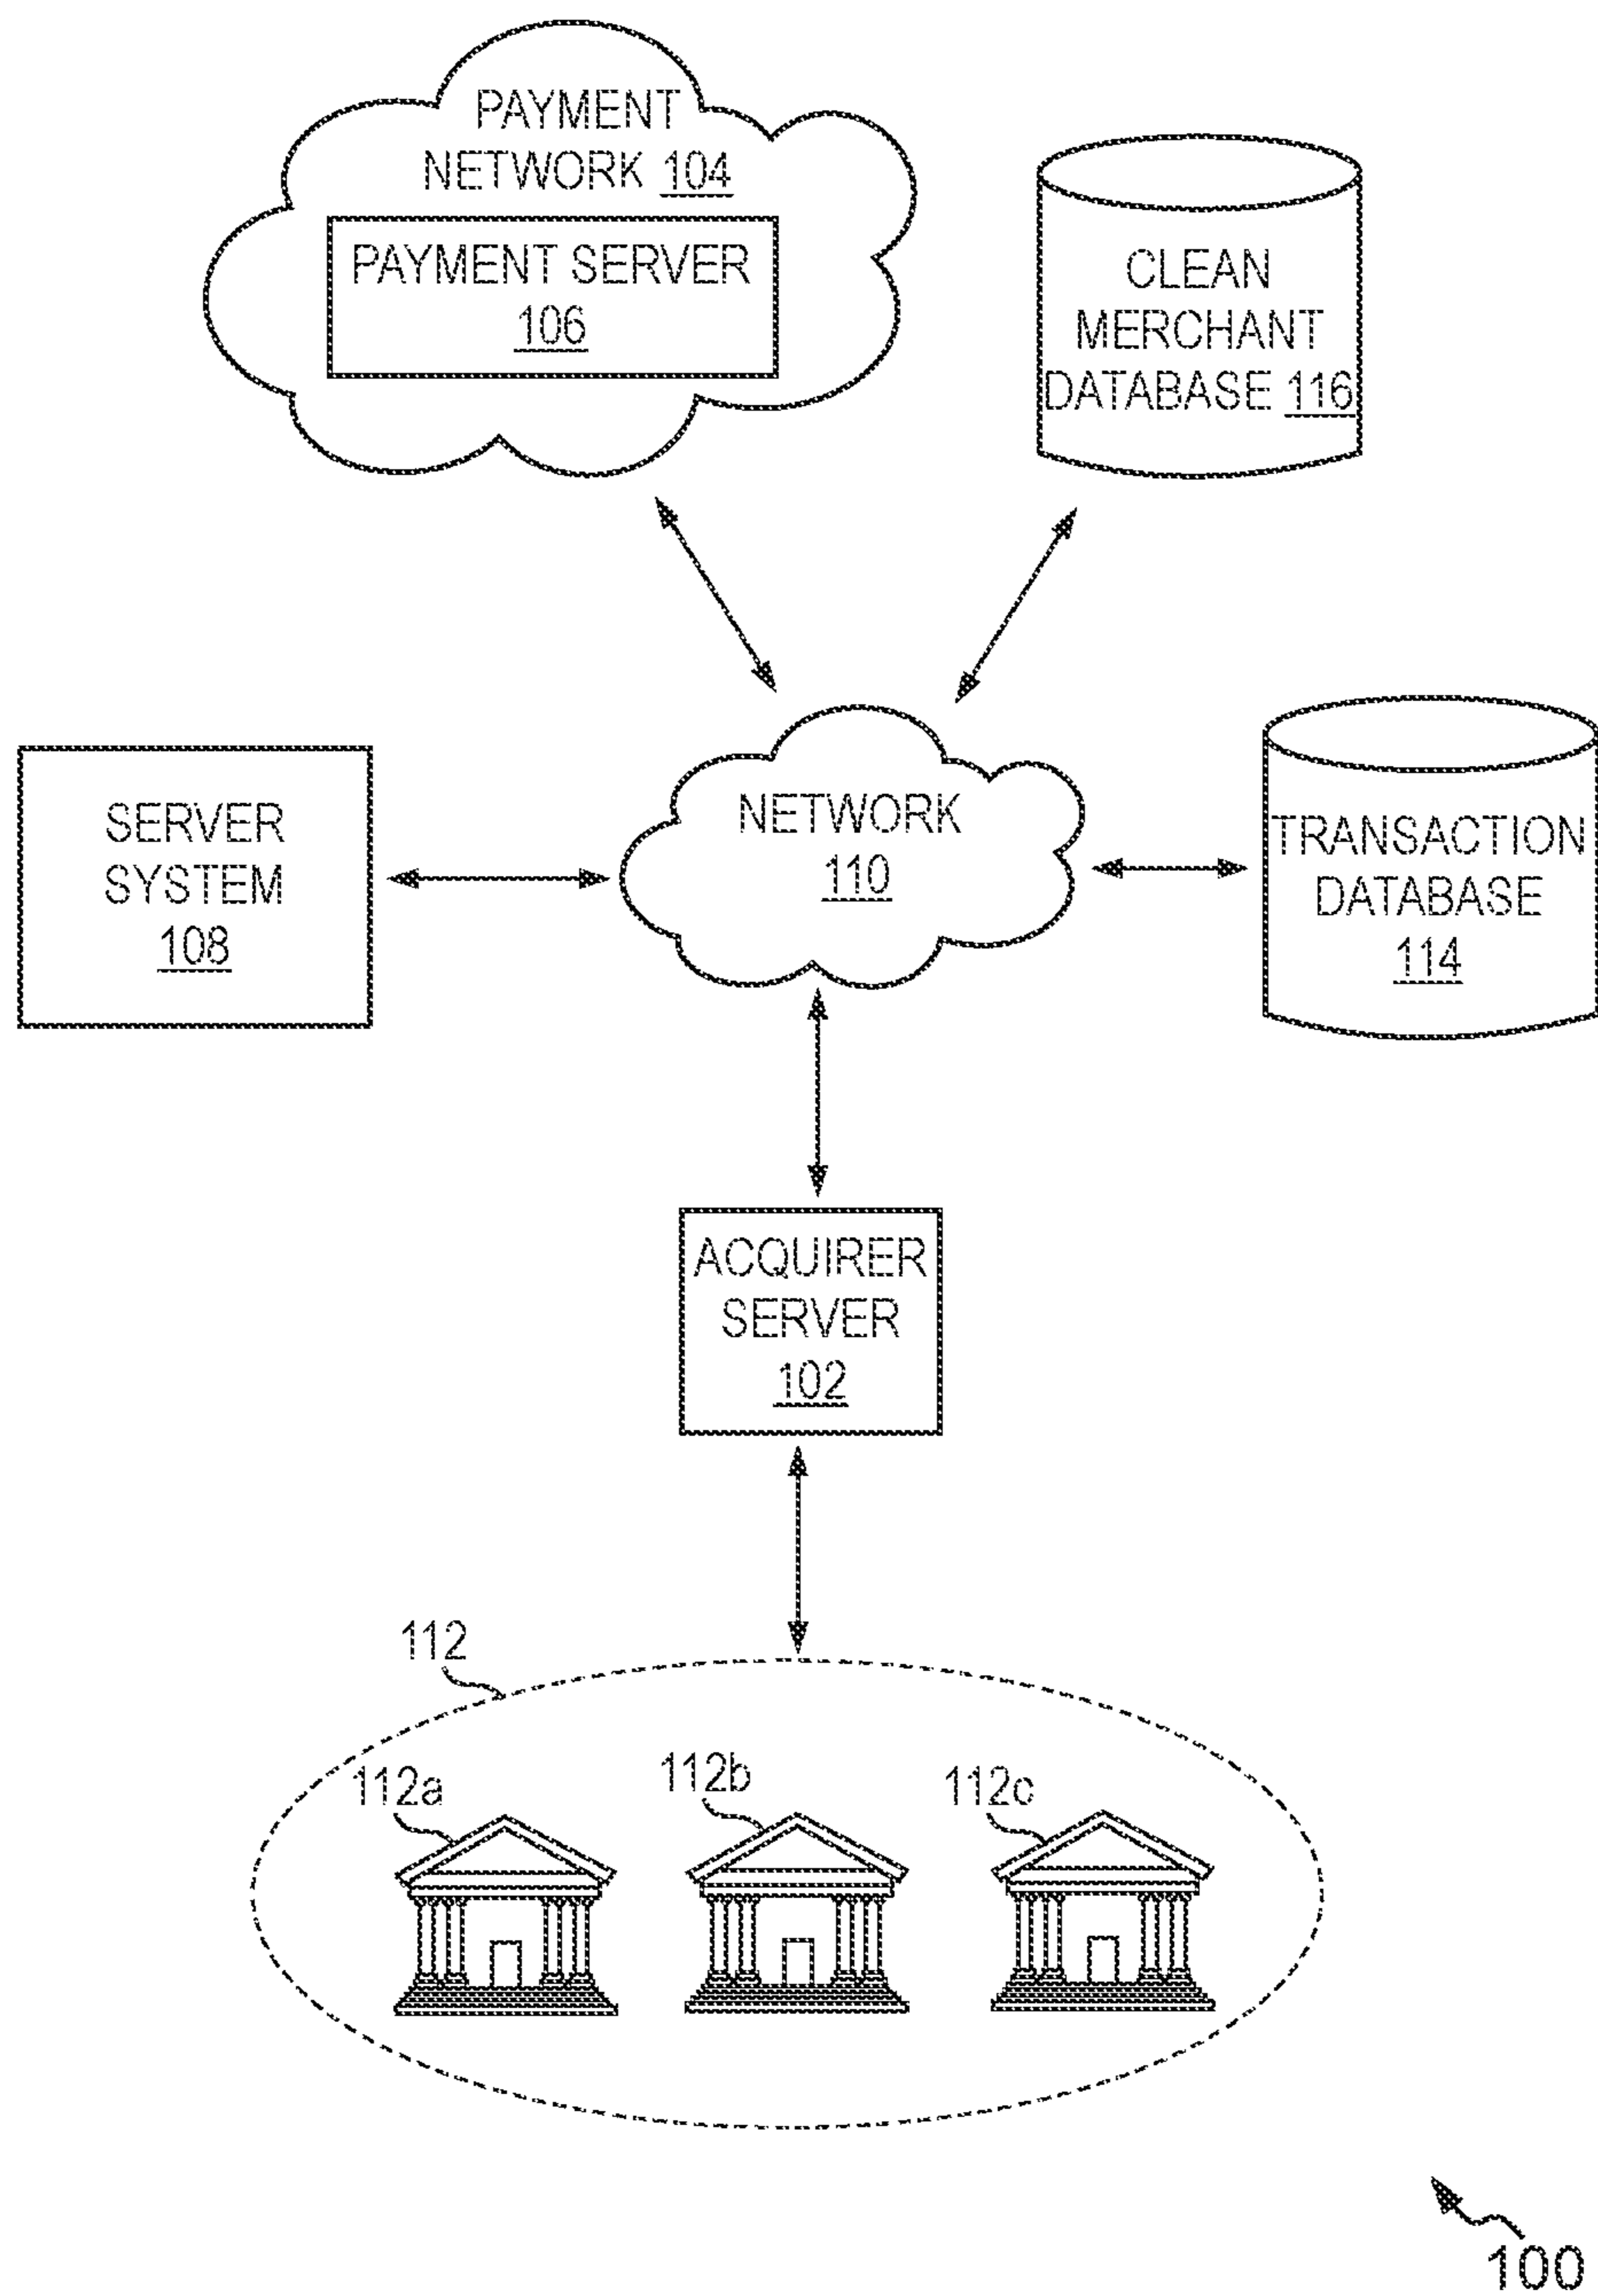 PAYMENT
NETWORK 104
PAYMENT SERVER
106
CLEAN
MERCHANT
DATABASE 116
SERVER
SYSTEM
108
NETWORK
110
TRANSACTION
DATABASE
114
ACQUIRER
SERVER
102
112
112a
112b
112c
100